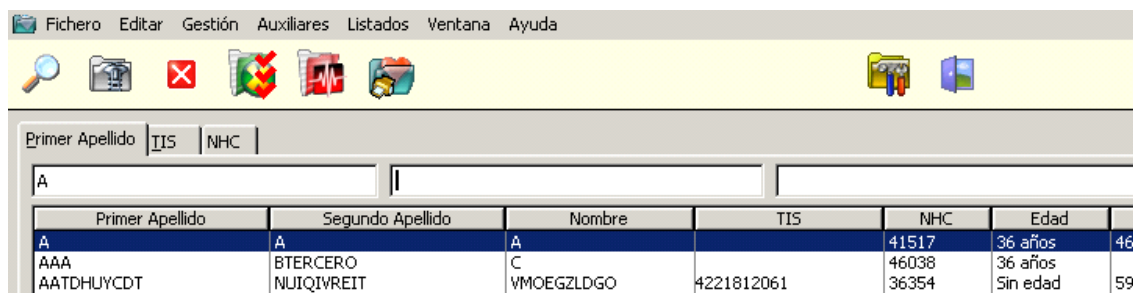 Fichero Editar Gestión Auxiliares Listados Ventana Ayuda
Primer Apellido TIS NHC
A
Primer Apellido Segundo Apellido Nombre TIS NHC Edad
A A A 41517 36 años 46
AAA BTERCERO C 46038 36 años
AATDHUYCDT NUIQIVREIT VMOEGZLDGO 4221812061 36354 Sin edad 59